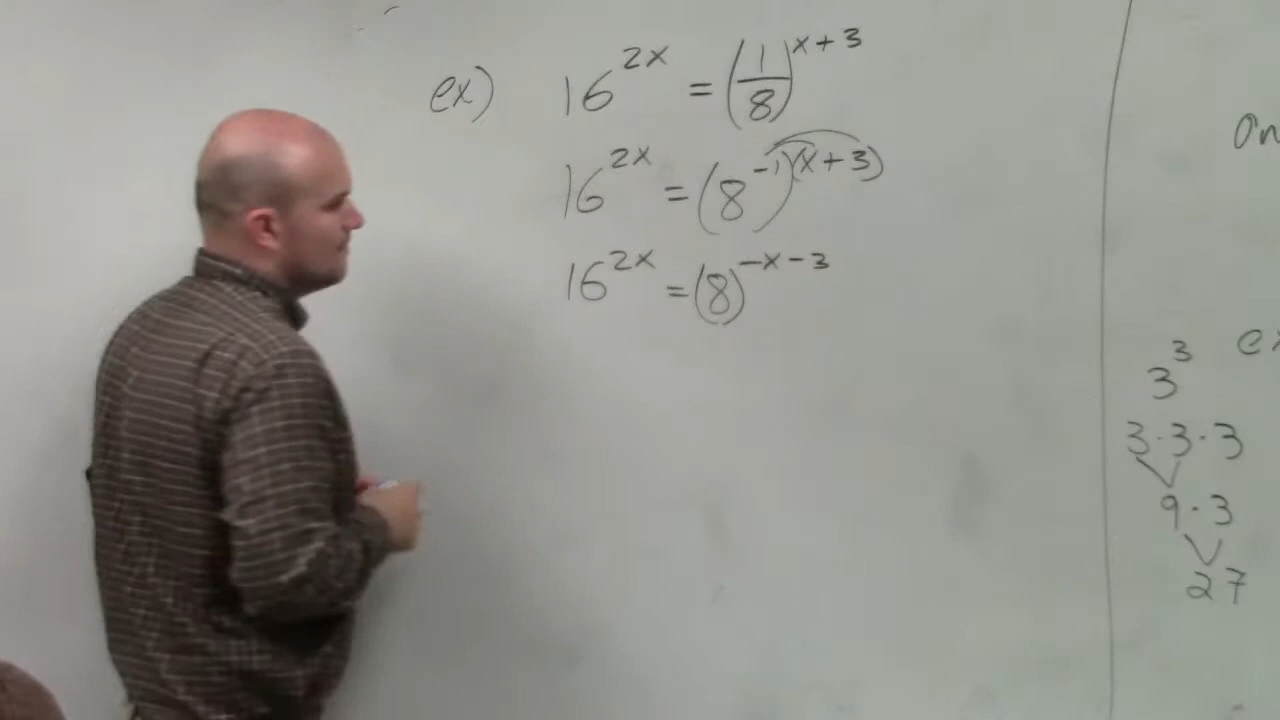 ex) 16^{2x} = (1/8)^{x+3}
16^{2x} = (8^{-1})^{(x+3)}
16^{2x} = (8)^{-x-3}
On
3^3
3·3·3
9·3
27